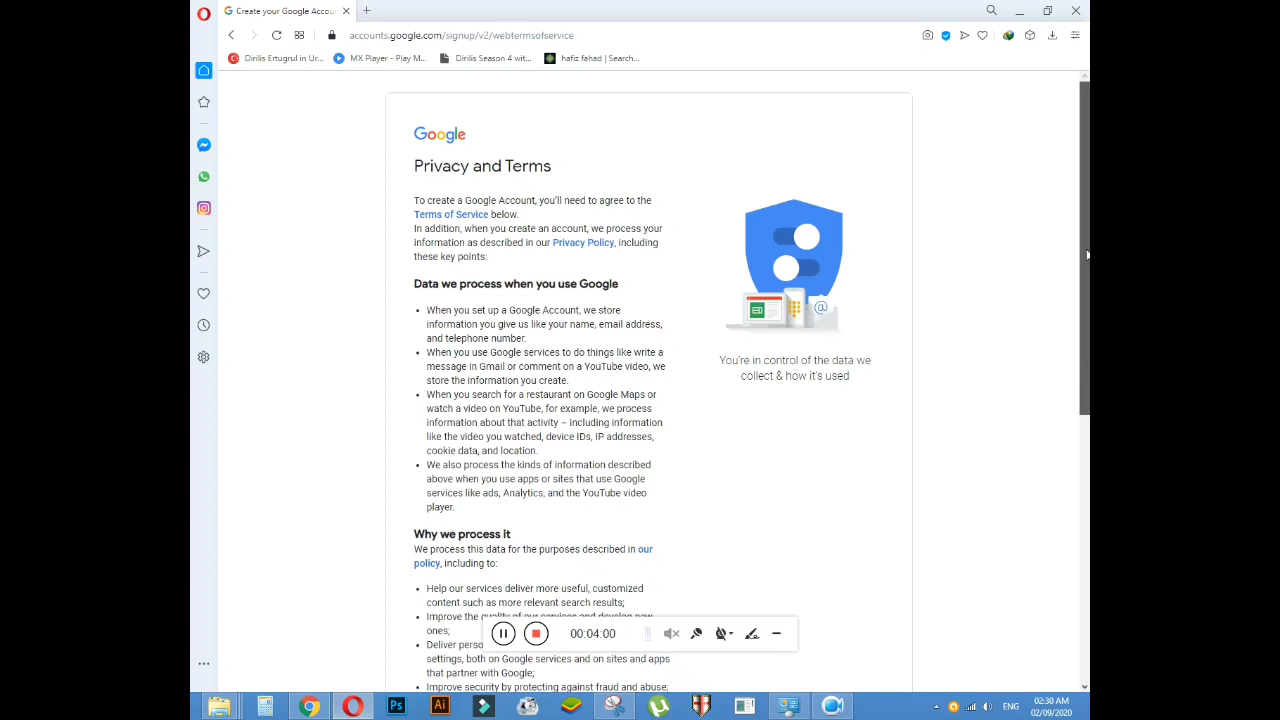 Create your Google Accou
accounts.google.com/signup/v2/webtermsofservice
Dirilis Ertugrul in Ur...
MX Player - Play M...
Dirilis Season 4 wit...
hafiz fahad | Search...
Google
Privacy and Terms
To create a Google Account, you'll need to agree to the
Terms of Service below.
In addition, when you create an account, we process your
information as described in our Privacy Policy, including
these key points:
Data we process when you use Google
• When you set up a Google Account, we store
information you give us like your name, email address,
and telephone number.
• When you use Google services to do things like write a
message in Gmail or comment on a YouTube video, we
store the information you create.
• When you search for a restaurant on Google Maps or
watch a video on YouTube, for example, we process
information about that activity – including information
like the video you watched, device IDs, IP addresses,
cookie data, and location.
• We also process the kinds of information described
above when you use apps or sites that use Google
services like ads, Analytics, and the YouTube video
player.
You're in control of the data we
collect & how it's used
Why we process it
We process this data for the purposes described in our
policy, including to:
• Help our services deliver more useful, customized
content such as more relevant search results;
• Improve the quality of our services and develop new
ones;
• Deliver perso
settings, both on Google services and on sites and apps
that partner with Google;
• Improve security by protecting against fraud and abuse;
00:04:00
Ps
Ai
ENG
02:30 AM
02/09/2020